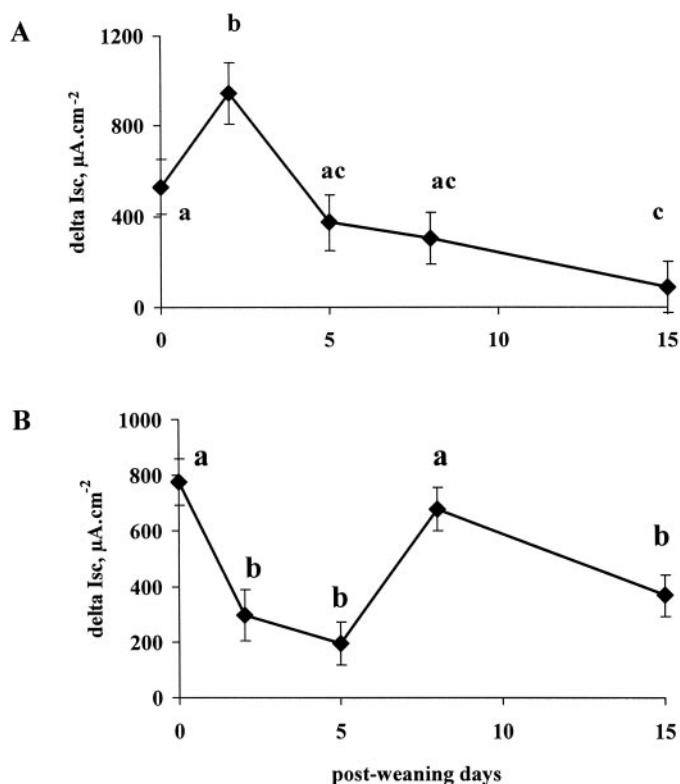 A
delta Isc, µA.cm⁻²
1200
800
400
0
b
a
ac
ac
c
0
5
10
15
B
delta Isc, µA.cm⁻²
1000
800
600
400
200
0
a
b
b
a
b
0
5
10
15
post-weaning days